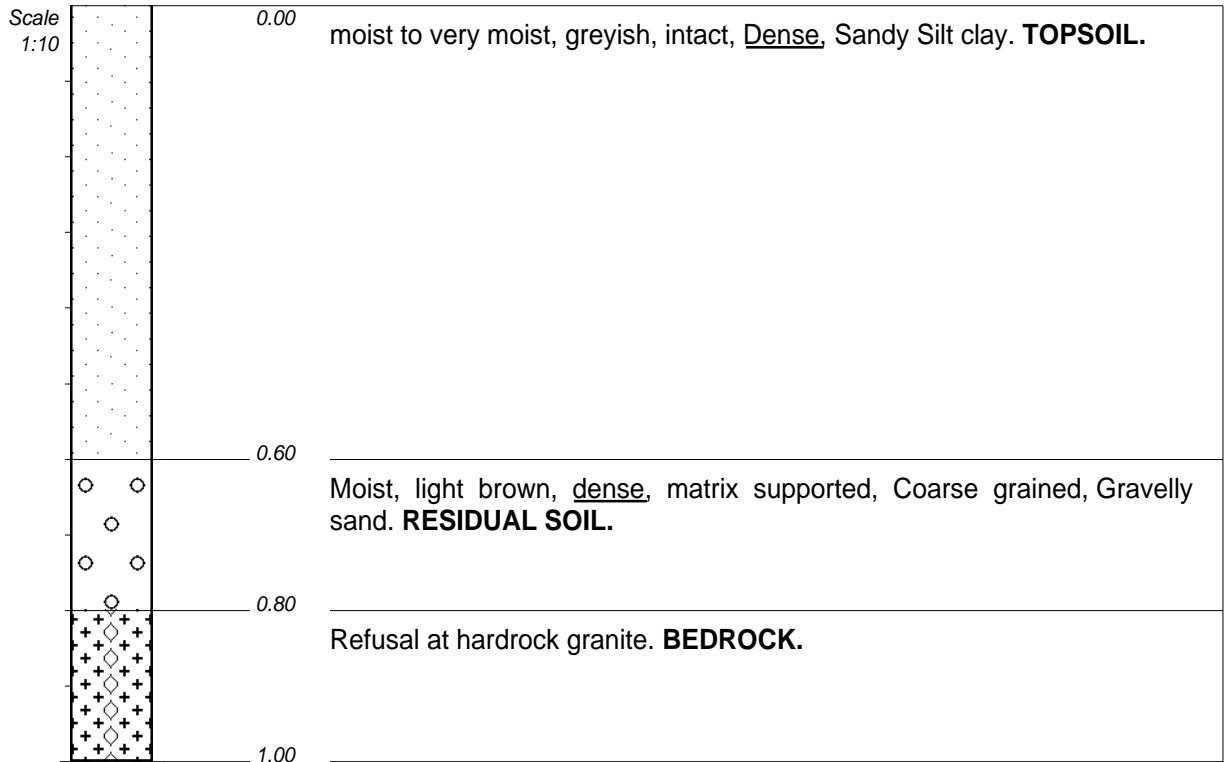 Scale
1:10
0.00
moist to very moist, greyish, intact, Dense, Sandy Silt clay. TOPSOIL.
0.60
Moist, light brown, dense, matrix supported, Coarse grained, Gravelly
sand. RESIDUAL SOIL.
0.80
Refusal at hardrock granite. BEDROCK.
1.00